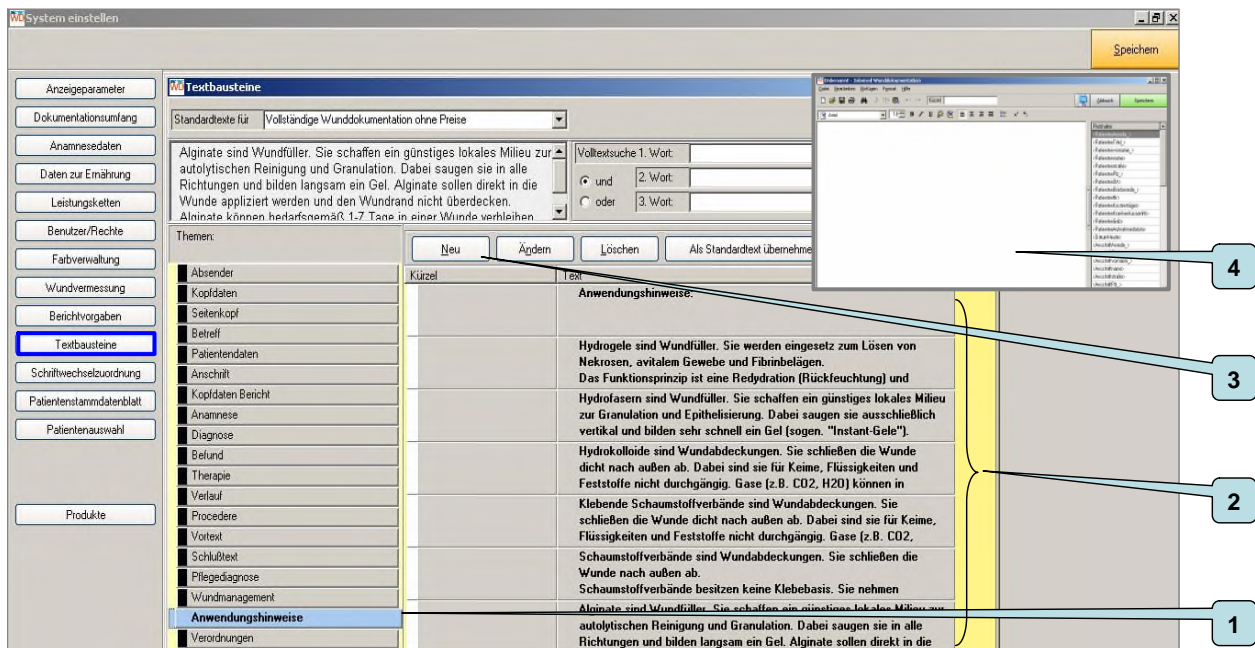 System einstellen
Speichern
Anzeigeparameter
Dokumentationsumfang
Anamnesedaten
Daten zur Ernährung
Leistungsketten
Benutzer/Rechte
Farbverwaltung
Wundvermessung
Berichtvorgaben
Textbausteine
Schriftwechselzuordnung
Patientenstammdatenblatt
Patientenauswahl
Produkte
Textbausteine
Standardtexte für Vollständige Wunddokumentation ohne Preise
Alginate sind Wundfüller. Sie schaffen ein günstiges lokales Milieu zur
autolytischen Reinigung und Granulation. Dabei saugen sie in alle
Richtungen und bilden langsam ein Gel. Alginate sollen direkt in die
Wunde appliziert werden und den Wundrand nicht überdecken.
Alginate können bedarfsgemäß 1-7 Tage in einer Wunde verbleiben
Volltextsuche 1. Wort:
und 2. Wort:
oder 3. Wort:
Themen:
Neu Ändern Löschen Als Standardtext übernehme
Absender
Kopfdaten
Seitenkopf
Betreff
Patientendaten
Anschrift
Kopfdaten Bericht
Anamnese
Diagnose
Befund
Therapie
Verlauf
Procedere
Vortext
Schlußtext
Pflegediagnose
Wundmanagement
Anwendungshinweise
Verordnungen
Kürzel Text
Anwendungshinweise:
Hydrogele sind Wundfüller. Sie werden eingesetz zum Lösen von
Nekrosen, avitalem Gewebe und Fibrinbelägen.
Das Funktionsprinzip ist eine Redydration (Rückfeuchtung) und
Hydrofasern sind Wundfüller. Sie schaffen ein günstiges lokales Milieu
zur Granulation und Epithelisierung. Dabei saugen sie ausschließlich
vertikal und bilden sehr schnell ein Gel (sogen. "Instant-Gele").
Hydrokolloide sind Wundabdeckungen. Sie schließen die Wunde
dicht nach außen ab. Dabei sind sie für Keime, Flüssigkeiten und
Feststoffe nicht durchgängig. Gase (z.B. CO2, H2O) können in
Klebende Schaumstoffverbände sind Wundabdeckungen. Sie
schließen die Wunde dicht nach außen ab. Dabei sind sie für Keime,
Flüssigkeiten und Feststoffe nicht durchgängig. Gase (z.B. CO2,
Schaumstoffverbände sind Wundabdeckungen. Sie schließen die
Wunde nach außen ab.
Schaumstoffverbände besitzen keine Klebebasis. Sie nehmen
Alginate sind Wundfüller. Sie schaffen ein günstiges lokales Milieu zur
autolytischen Reinigung und Granulation. Dabei saugen sie in alle
Richtungen und bilden langsam ein Gel. Alginate sollen direkt in die
4
3
2
1